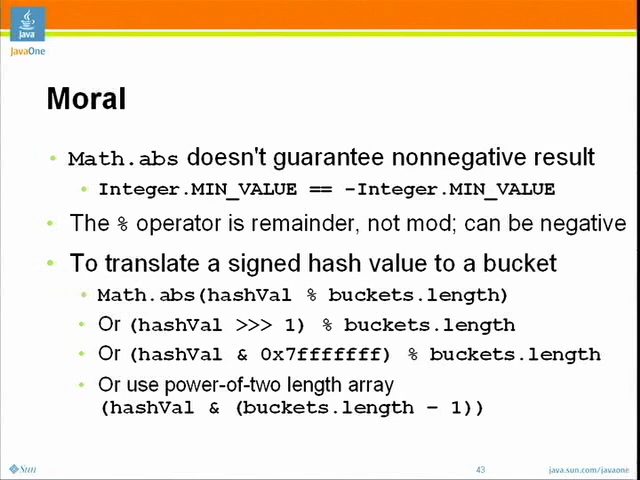 Java
JavaOne
Moral
• Math.abs doesn't guarantee nonnegative result
• Integer.MIN_VALUE == -Integer.MIN_VALUE
• The % operator is remainder, not mod; can be negative
• To translate a signed hash value to a bucket
• Math.abs(hashVal % buckets.length)
• Or (hashVal >>> 1) % buckets.length
• Or (hashVal & 0x7fffffff) % buckets.length
• Or use power-of-two length array
(hashVal & (buckets.length – 1))
Sun
43
java.sun.com/javaone